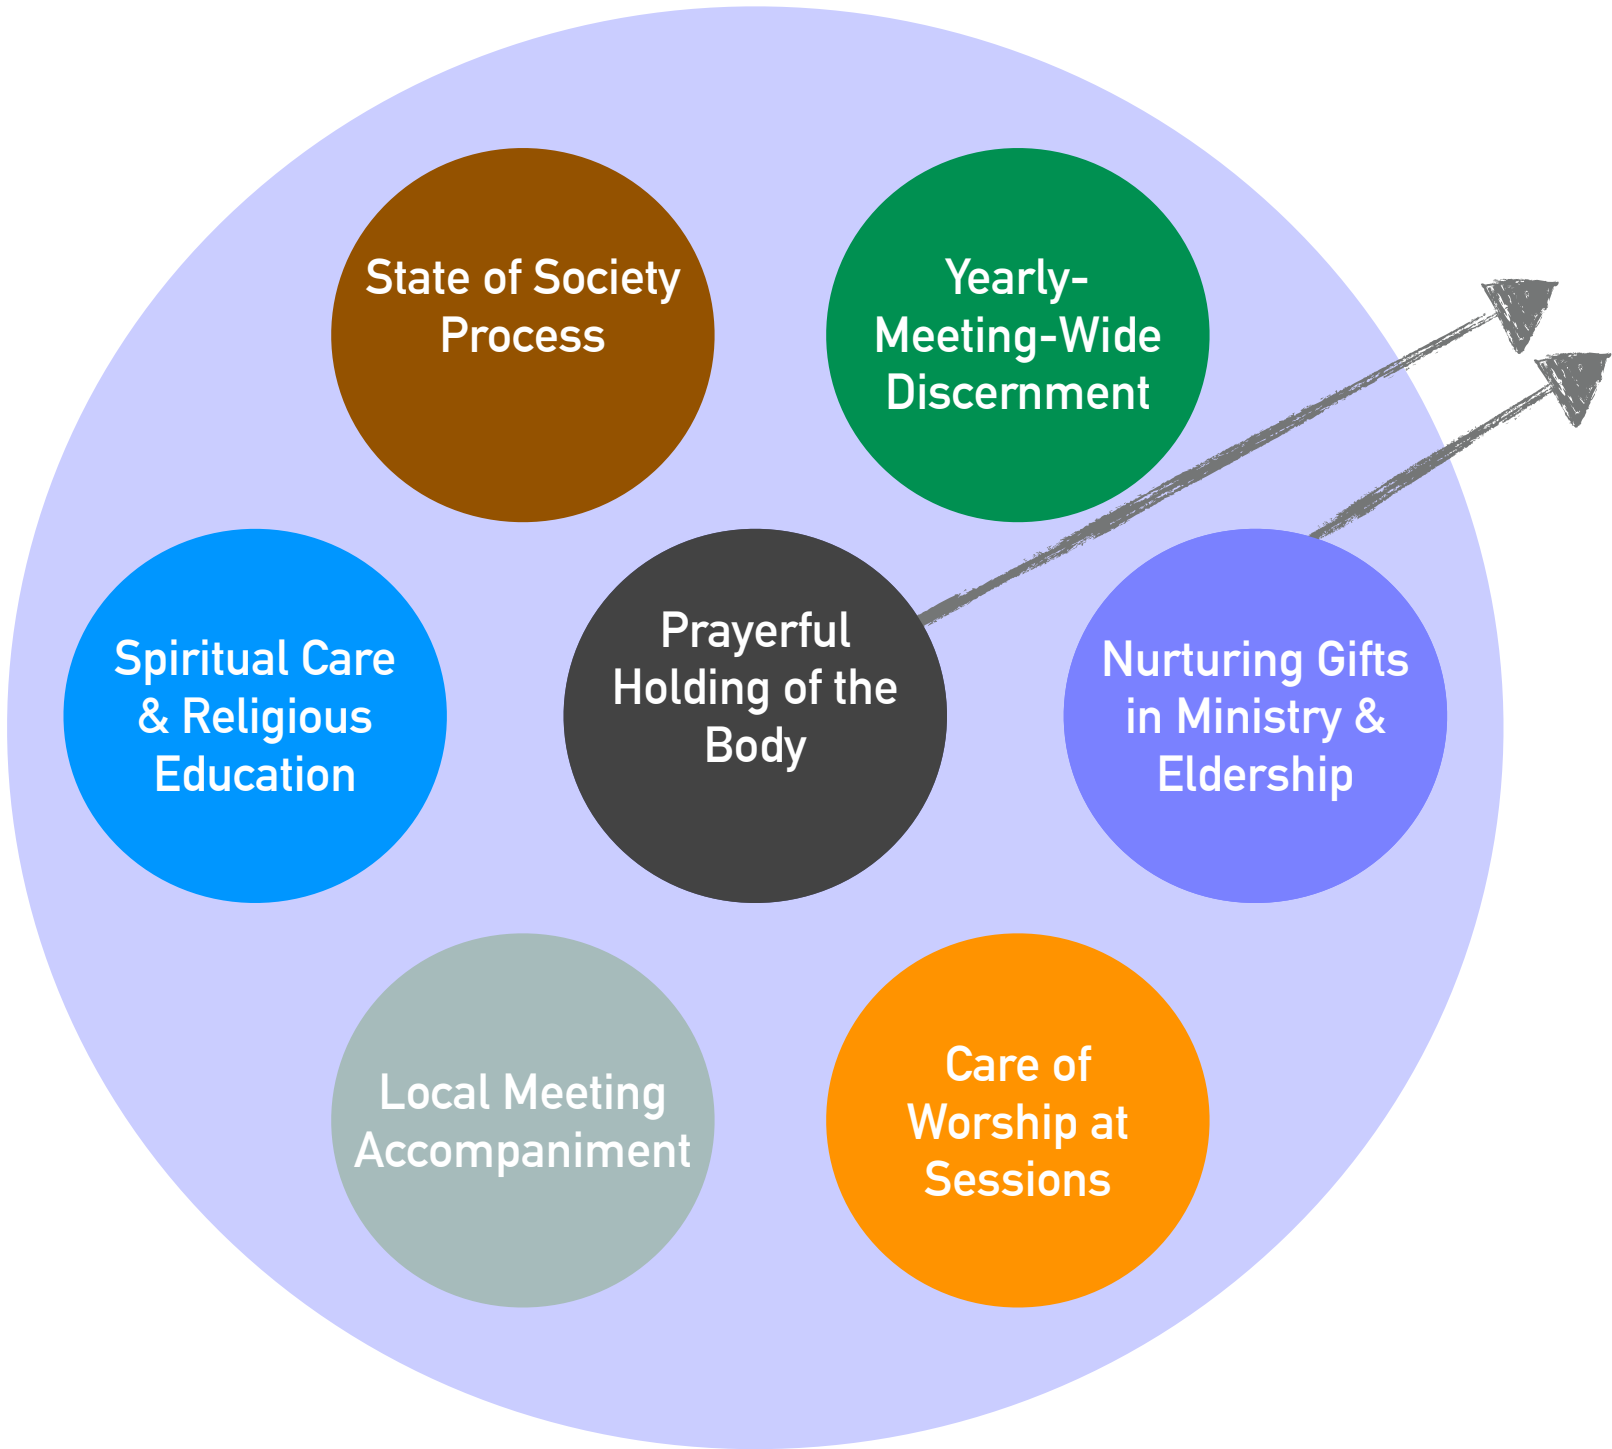 State of Society
Process
Yearly-
Meeting-Wide
Discernment
Spiritual Care
& Religious
Education
Prayerful
Holding of the
Body
Nurturing Gifts
in Ministry &
Eldership
Local Meeting
Accompaniment
Care of
Worship at
Sessions